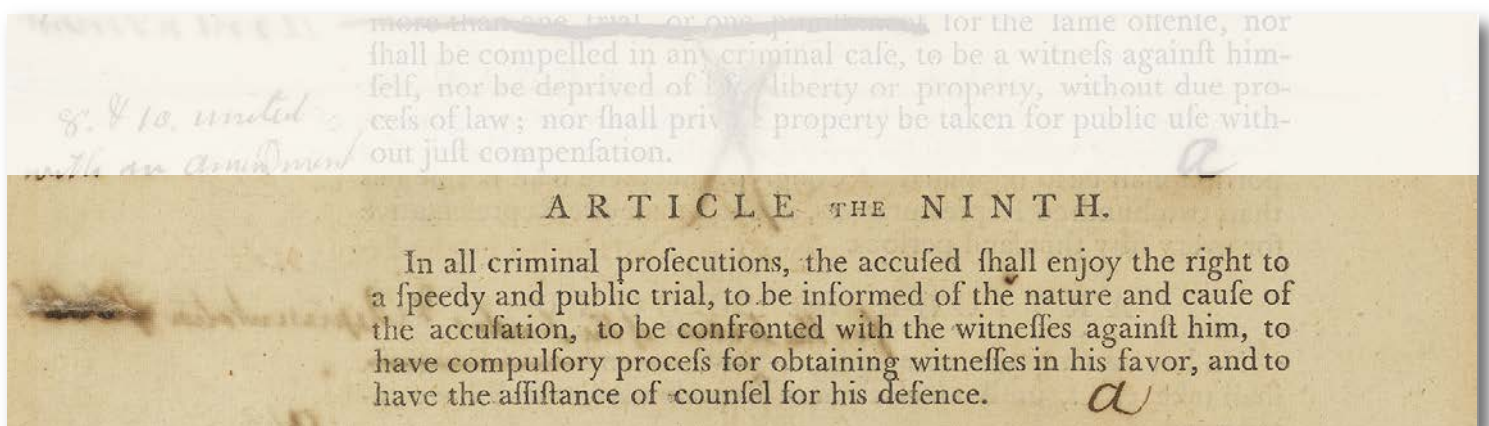 more than one trial or one puniſhment for the ſame offenſe, nor
ſhall be compelled in any criminal caſe, to be a witneſs againſt him-
ſelf, nor be deprived of life liberty or property, without due pro-
ceſs of law; nor ſhall private property be taken for public uſe with-
out juſt compenſation.
a
8. & 10. united
with an amendment
ARTICLE THE NINTH.
In all criminal proſecutions, the accuſed ſhall enjoy the right to
a ſpeedy and public trial, to be informed of the nature and cauſe of
the accuſation, to be confronted with the witneſſes againſt him, to
have compulſory proceſs for obtaining witneſſes in his favor, and to
have the aſſiſtance of counſel for his defence.
a